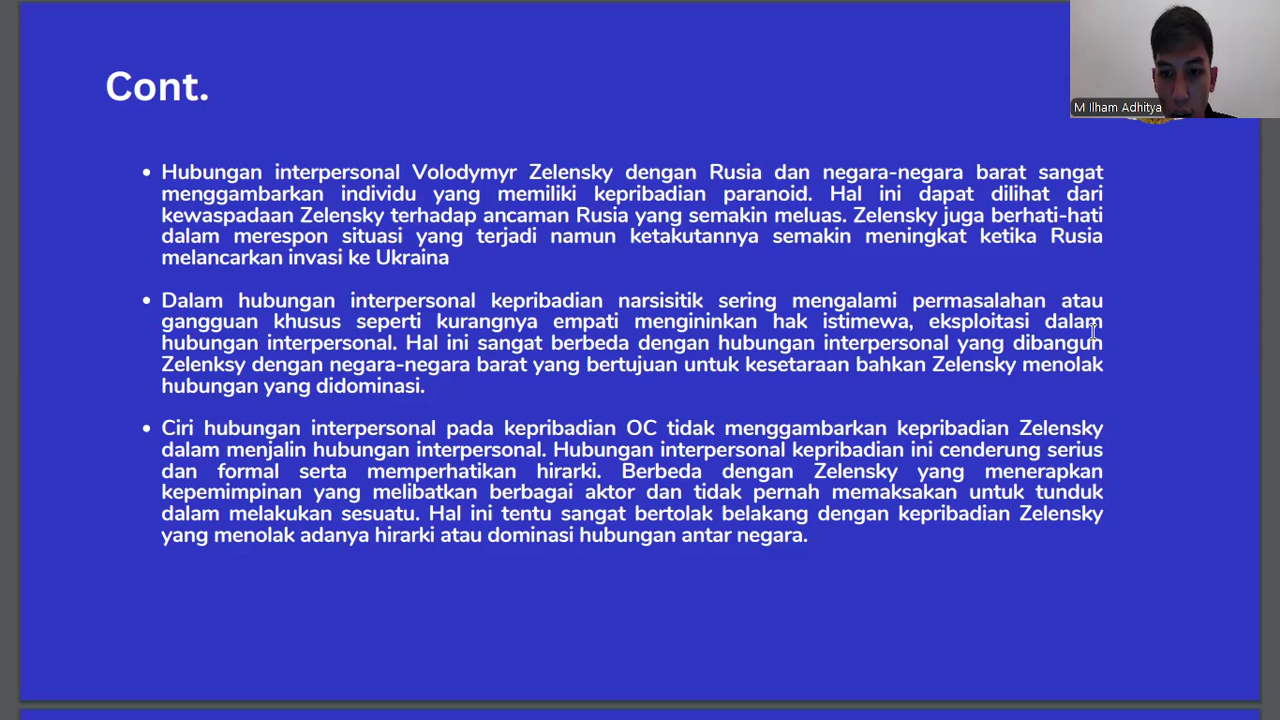 Cont.
M Ilham Adhitya
Hubungan interpersonal Volodymyr Zelensky dengan Rusia dan negara-negara barat sangat
menggambarkan individu yang memiliki kepribadian paranoid. Hal ini dapat dilihat dari
kewaspadaan Zelensky terhadap ancaman Rusia yang semakin meluas. Zelensky juga berhati-hati
dalam merespon situasi yang terjadi namun ketakutannya semakin meningkat ketika Rusia
melancarkan invasi ke Ukraina
Dalam hubungan interpersonal kepribadian narsisitik sering mengalami permasalahan atau
gangguan khusus seperti kurangnya empati mengininkan hak istimewa, eksploitasi dalam
hubungan interpersonal. Hal ini sangat berbeda dengan hubungan interpersonal yang dibangun
Zelenksy dengan negara-negara barat yang bertujuan untuk kesetaraan bahkan Zelensky menolak
hubungan yang didominasi.
Ciri hubungan interpersonal pada kepribadian OC tidak menggambarkan kepribadian Zelensky
dalam menjalin hubungan interpersonal. Hubungan interpersonal kepribadian ini cenderung serius
dan formal serta memperhatikan hirarki. Berbeda dengan Zelensky yang menerapkan
kepemimpinan yang melibatkan berbagai aktor dan tidak pernah memaksakan untuk tunduk
dalam melakukan sesuatu. Hal ini tentu sangat bertolak belakang dengan kepribadian Zelensky
yang menolak adanya hirarki atau dominasi hubungan antar negara.